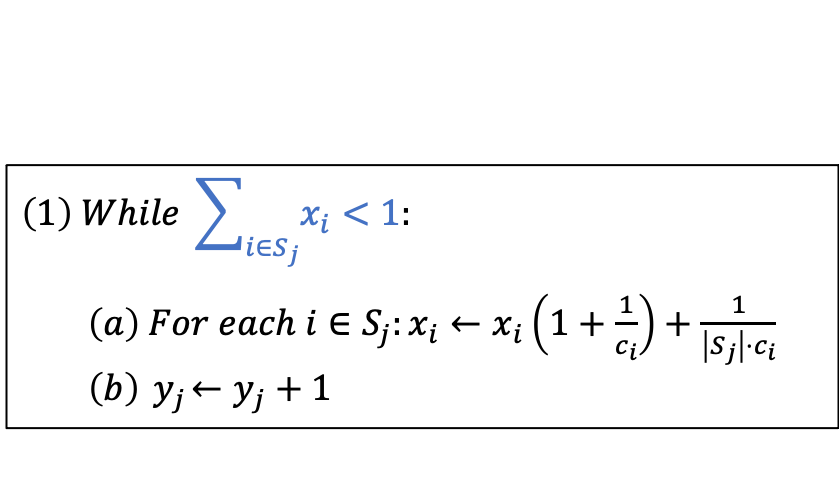 (1) While ∑_{i∈S_j} x_i < 1:
(a) For each i ∈ S_j: x_i ← x_i (1 + 1/c_i) + 1/(|S_j|·c_i)
(b) y_j ← y_j + 1